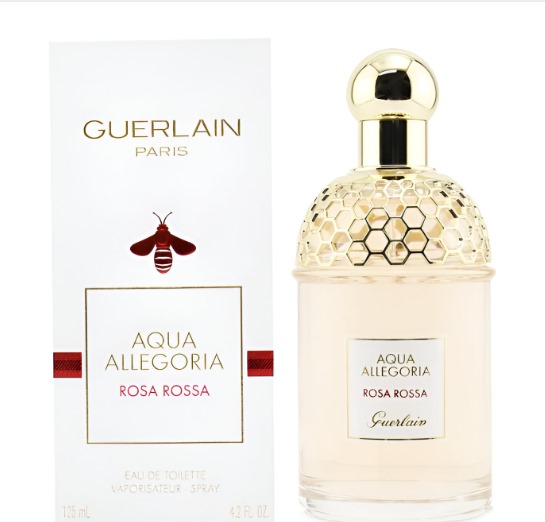 GUERLAIN
PARIS
AQUA
ALLEGORIA
ROSA ROSSA
EAU DE TOILETTE
VAPORISATEUR - SPRAY
125 mL 4.2 FL. OZ.
AQUA
ALLEGORIA
ROSA ROSSA
Guerlain